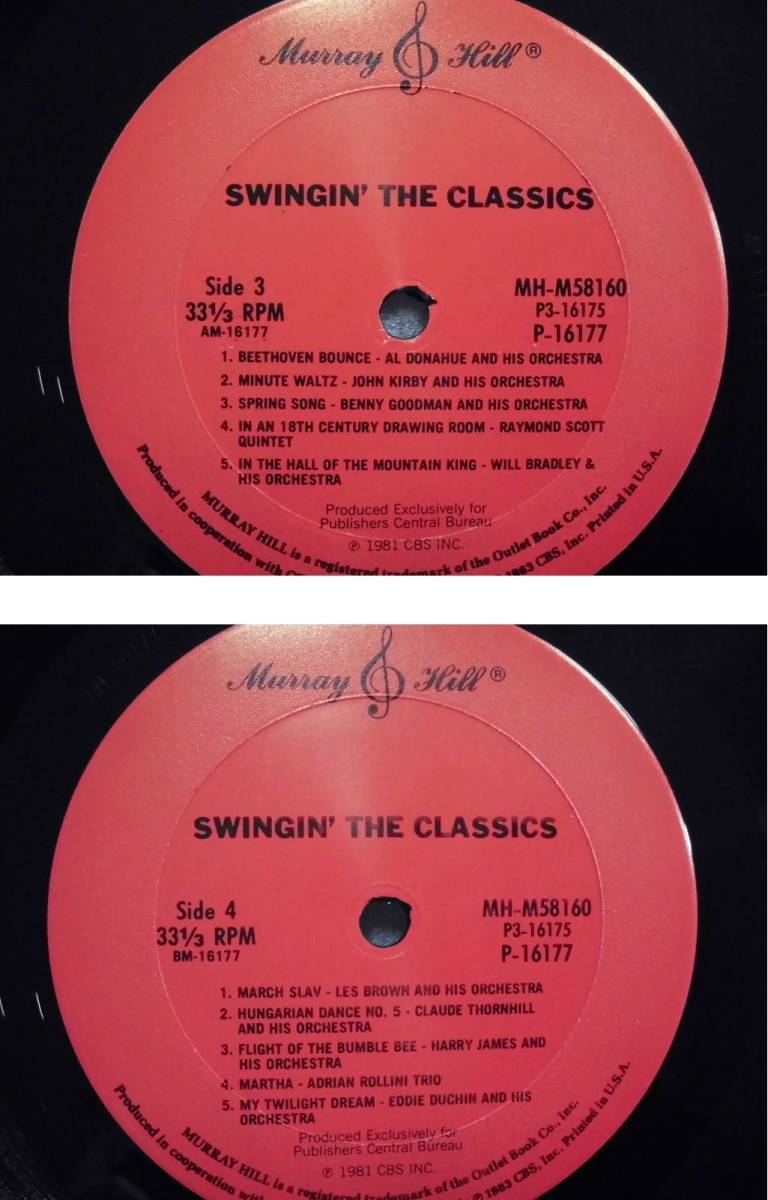 Murray Hill®
SWINGIN' THE CLASSICS
Side 3
33⅓ RPM
AM-16177
MH-M58160
P3-16175
P-16177
1. BEETHOVEN BOUNCE - AL DONAHUE AND HIS ORCHESTRA
2. MINUTE WALTZ - JOHN KIRBY AND HIS ORCHESTRA
3. SPRING SONG - BENNY GOODMAN AND HIS ORCHESTRA
4. IN AN 18TH CENTURY DRAWING ROOM - RAYMOND SCOTT
QUINTET
5. IN THE HALL OF THE MOUNTAIN KING - WILL BRADLEY &
HIS ORCHESTRA
Produced Exclusively for
Publishers Central Bureau
℗ 1981 CBS INC.
MURRAY HILL is a registered trademark of the Outlet Book Co., Inc.
Produced in cooperation with
1983 CBS, Inc. Printed in U.S.A.
Murray Hill®
SWINGIN' THE CLASSICS
Side 4
33⅓ RPM
BM-16177
MH-M58160
P3-16175
P-16177
1. MARCH SLAV - LES BROWN AND HIS ORCHESTRA
2. HUNGARIAN DANCE NO. 5 - CLAUDE THORNHILL
AND HIS ORCHESTRA
3. FLIGHT OF THE BUMBLE BEE - HARRY JAMES AND
HIS ORCHESTRA
4. MARTHA - ADRIAN ROLLINI TRIO
5. MY TWILIGHT DREAM - EDDIE DUCHIN AND HIS
ORCHESTRA
Produced Exclusively for
Publishers Central Bureau
℗ 1981 CBS INC.
MURRAY HILL is a registered trademark of the Outlet Book Co., Inc.
Produced in cooperation with
℗ 1983 CBS, Inc. Printed in U.S.A.